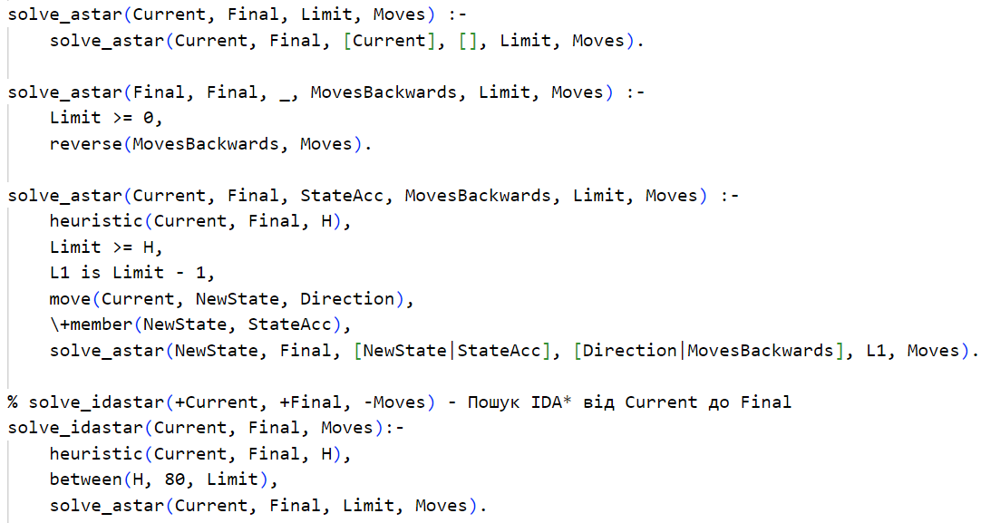 solve_astar(Current, Final, Limit, Moves) :-
    solve_astar(Current, Final, [Current], [], Limit, Moves).

solve_astar(Final, Final, _, MovesBackwards, Limit, Moves) :-
    Limit >= 0,
    reverse(MovesBackwards, Moves).

solve_astar(Current, Final, StateAcc, MovesBackwards, Limit, Moves) :-
    heuristic(Current, Final, H),
    Limit >= H,
    L1 is Limit - 1,
    move(Current, NewState, Direction),
    \+member(NewState, StateAcc),
    solve_astar(NewState, Final, [NewState|StateAcc], [Direction|MovesBackwards], L1, Moves).

% solve_idastar(+Current, +Final, -Moves) - Пошук IDA* від Current до Final
solve_idastar(Current, Final, Moves):-
    heuristic(Current, Final, H),
    between(H, 80, Limit),
    solve_astar(Current, Final, Limit, Moves).